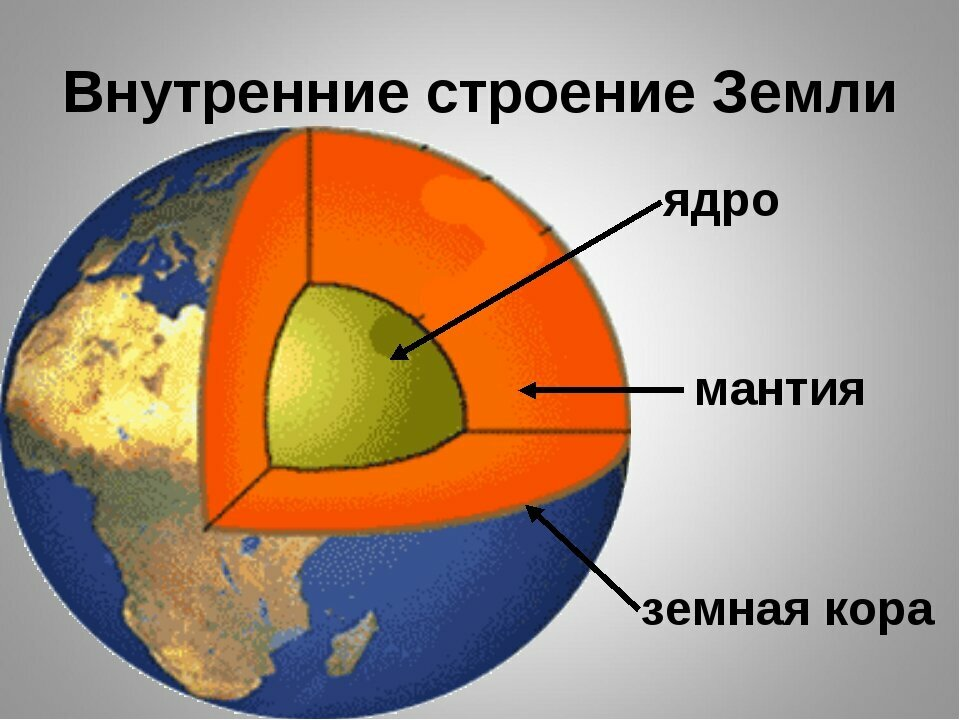 Внутренние строение Земли
ядро
мантия
земная кора